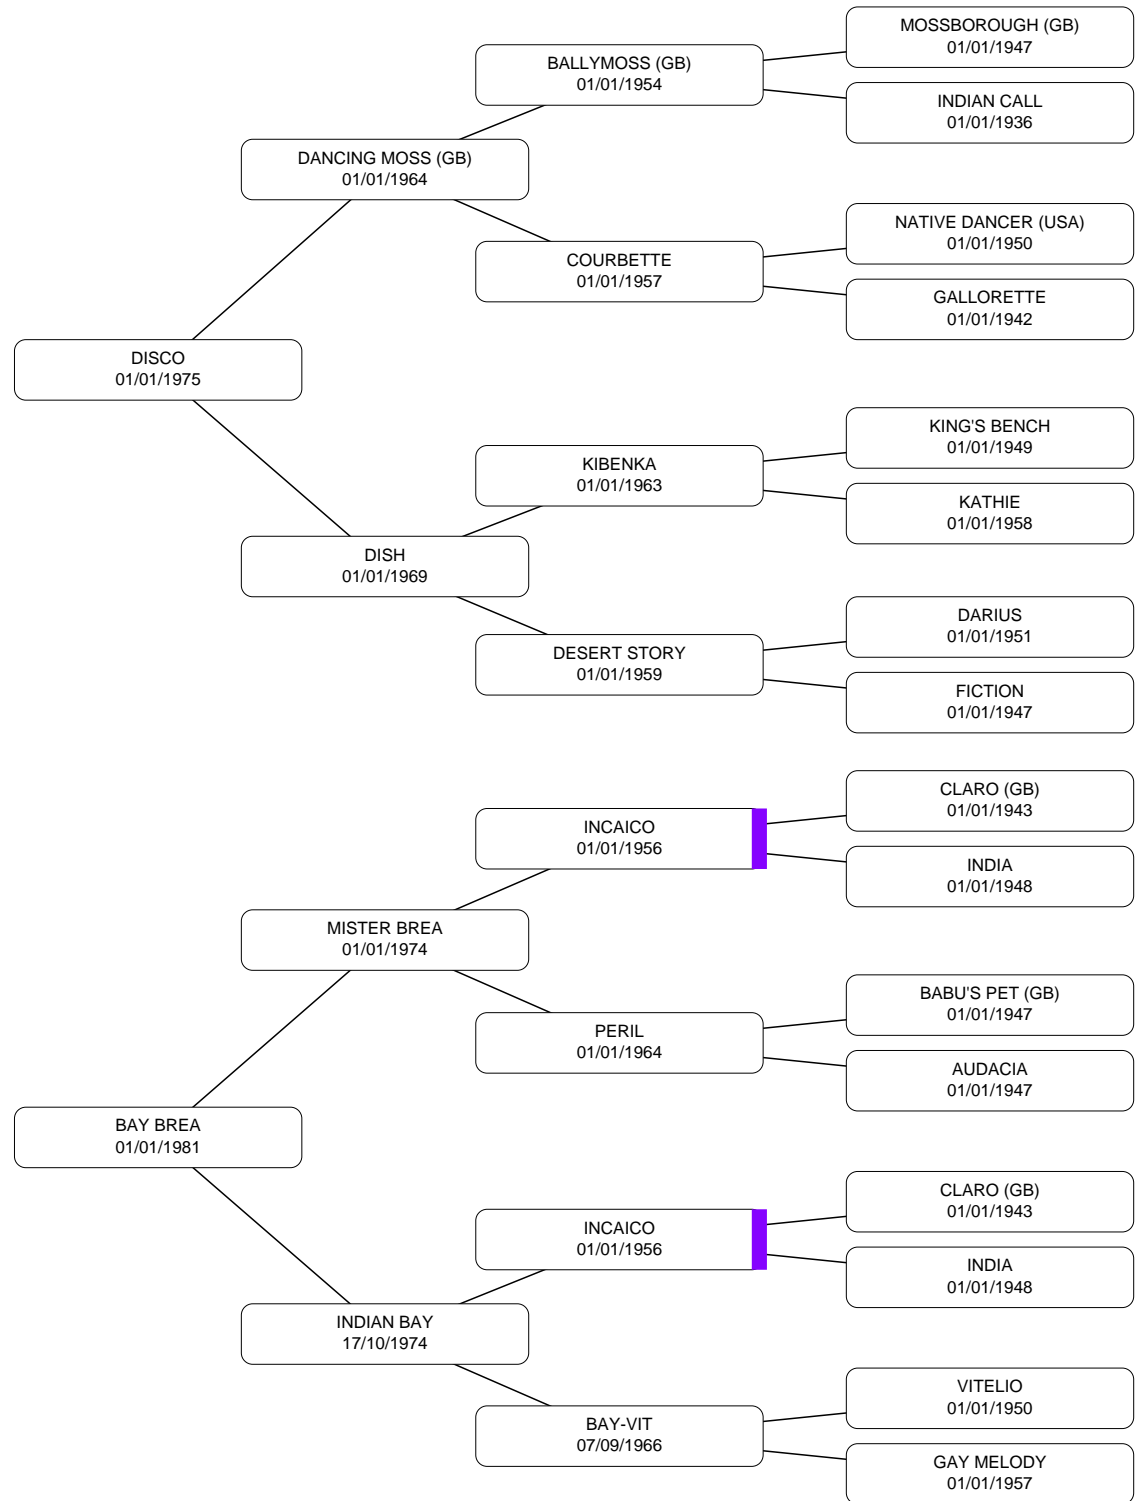 MOSSBOROUGH (GB)
01/01/1947
BALLYMOSS (GB)
01/01/1954
INDIAN CALL
01/01/1936
DANCING MOSS (GB)
01/01/1964
NATIVE DANCER (USA)
01/01/1950
COURBETTE
01/01/1957
GALLORETTE
01/01/1942
DISCO
01/01/1975
KING'S BENCH
01/01/1949
KIBENKA
01/01/1963
KATHIE
01/01/1958
DISH
01/01/1969
DARIUS
01/01/1951
DESERT STORY
01/01/1959
FICTION
01/01/1947
CLARO (GB)
01/01/1943
INCAICO
01/01/1956
INDIA
01/01/1948
MISTER BREA
01/01/1974
BABU'S PET (GB)
01/01/1947
PERIL
01/01/1964
AUDACIA
01/01/1947
BAY BREA
01/01/1981
CLARO (GB)
01/01/1943
INCAICO
01/01/1956
INDIA
01/01/1948
INDIAN BAY
17/10/1974
VITELIO
01/01/1950
BAY-VIT
07/09/1966
GAY MELODY
01/01/1957